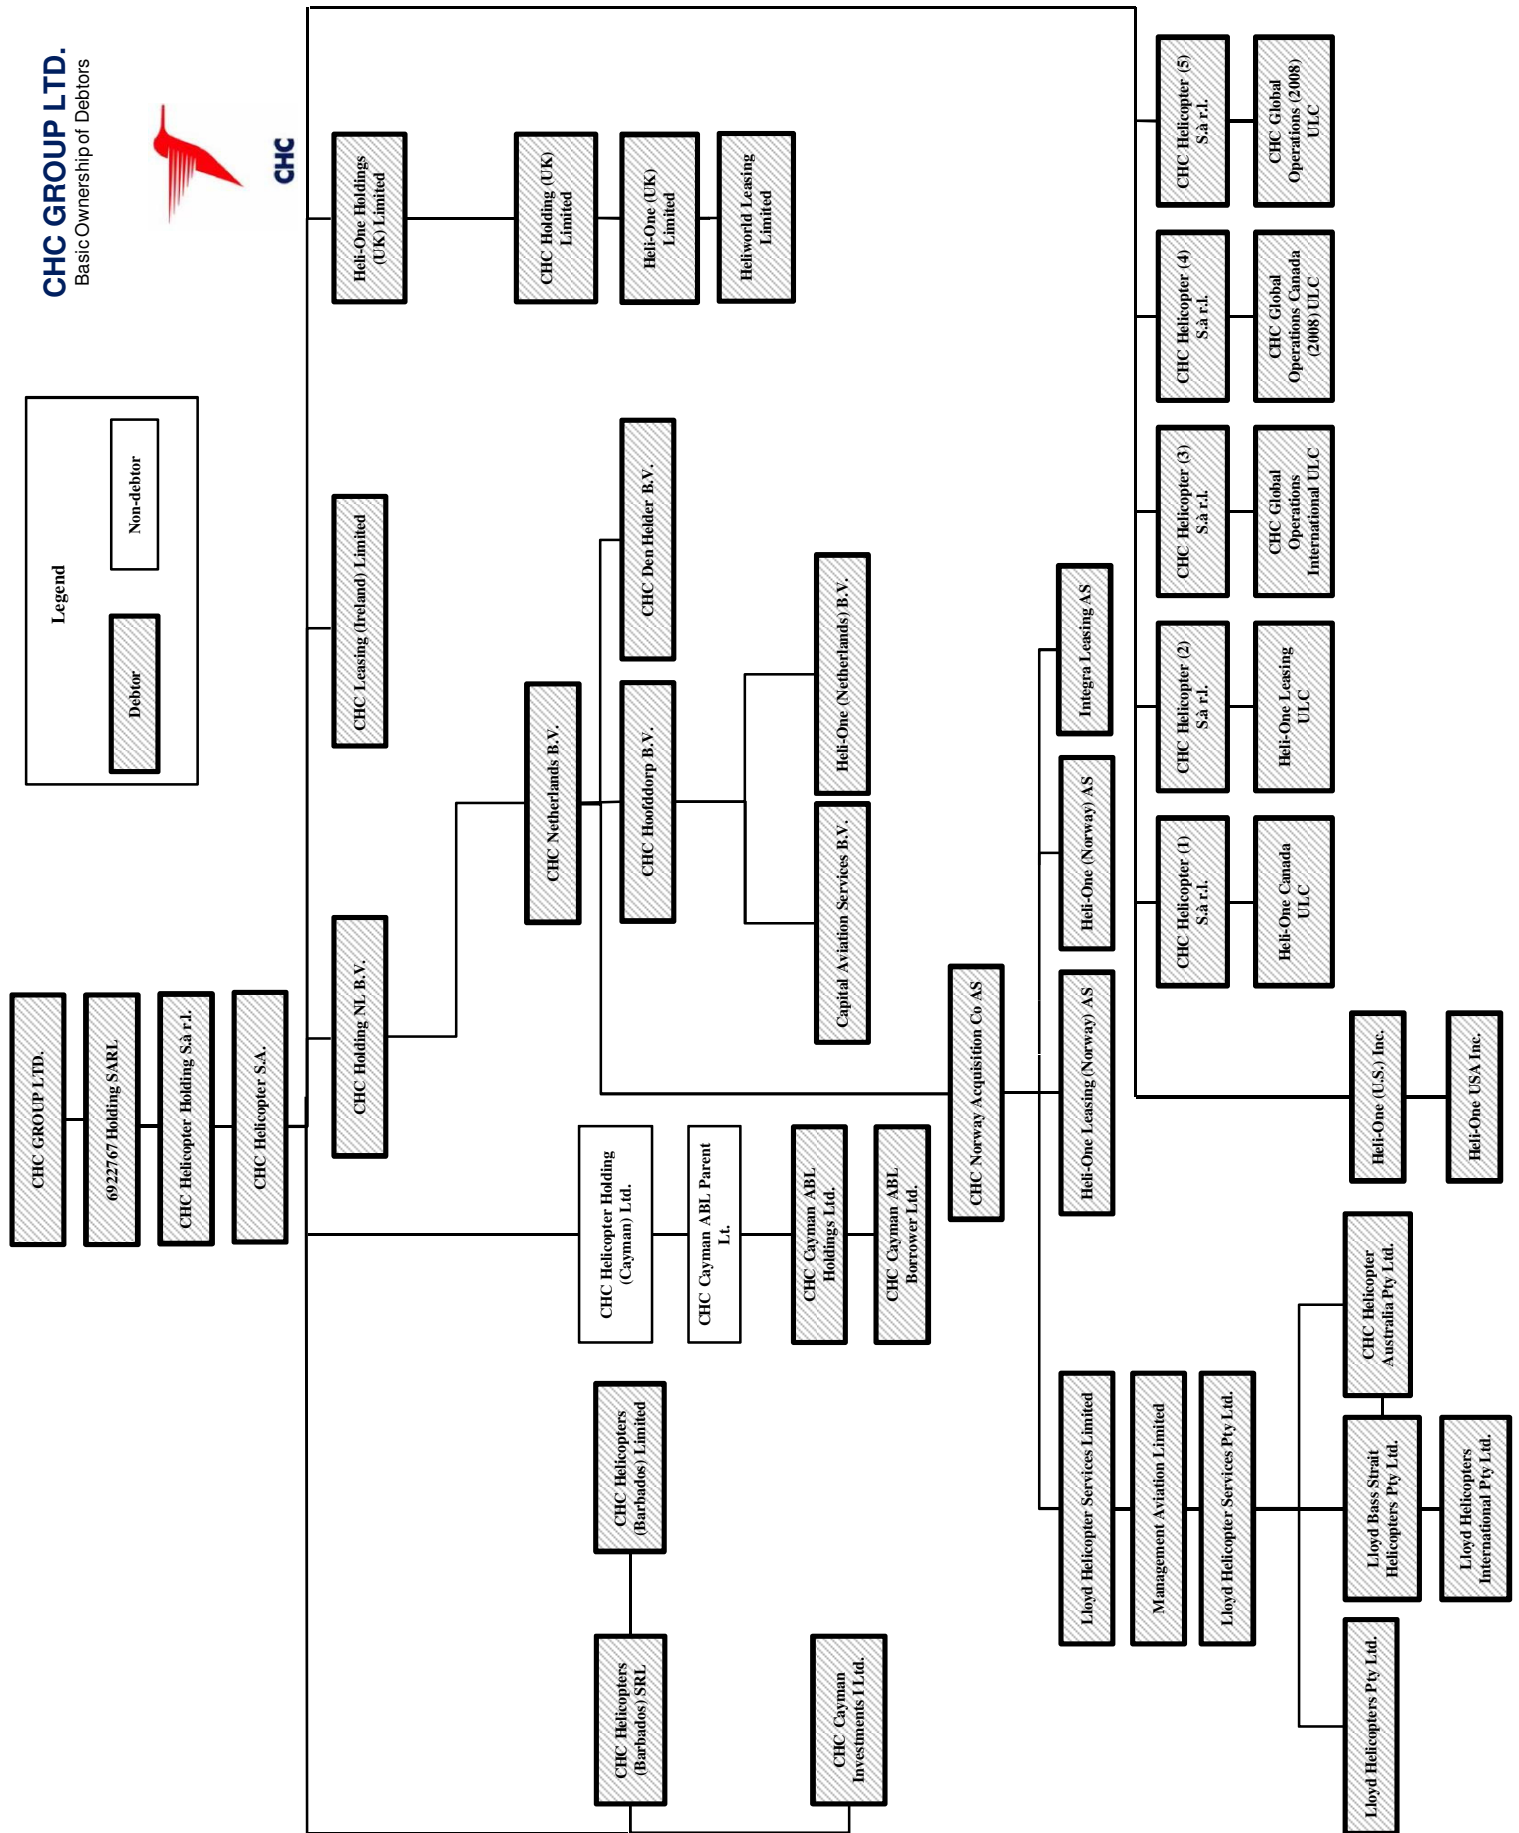 CHC GROUP LTD.
Basic Ownership of Debtors
CHC
Legend
Debtor
Non-debtor
CHC GROUP LTD.
6922767 Holding SARL
CHC Helicopter Holding S.à r.l.
CHC Helicopter S.A.
CHC Holding NL B.V.
CHC Leasing (Ireland) Limited
Heli-One Holdings
(UK) Limited
CHC Holding (UK)
Limited
Heli-One (UK)
Limited
Heliworld Leasing
Limited
CHC Netherlands B.V.
CHC Hoofddorp B.V.
CHC Den Helder B.V.
Capital Aviation Services B.V.
Heli-One (Netherlands) B.V.
CHC Helicopters
(Barbados) SRL
CHC Helicopters
(Barbados) Limited
CHC Cayman
Investments I Ltd.
CHC Helicopter Holding
(Cayman) Ltd.
CHC Cayman ABL Parent
Lt.
CHC Cayman ABL
Holdings Ltd.
CHC Cayman ABL
Borrower Ltd.
CHC Norway Acquisition Co AS
Lloyd Helicopter Services Limited
Heli-One Leasing (Norway) AS
Heli-One (Norway) AS
Integra Leasing AS
Management Aviation Limited
Lloyd Helicopter Services Pty Ltd.
Lloyd Helicopters Pty Ltd.
Lloyd Bass Strait
Helicopters Pty Ltd.
CHC Helicopter
Australia Pty Ltd.
Lloyd Helicopters
International Pty Ltd.
CHC Helicopter (1)
S.à r.l.
CHC Helicopter (2)
S.à r.l.
CHC Helicopter (3)
S.à r.l.
CHC Helicopter (4)
S.à r.l.
CHC Helicopter (5)
S.à r.l.
Heli-One Canada
ULC
Heli-One Leasing
ULC
CHC Global
Operations
International ULC
CHC Global
Operations Canada
(2008) ULC
CHC Global
Operations (2008)
ULC
Heli-One (U.S.) Inc.
Heli-One USA Inc.